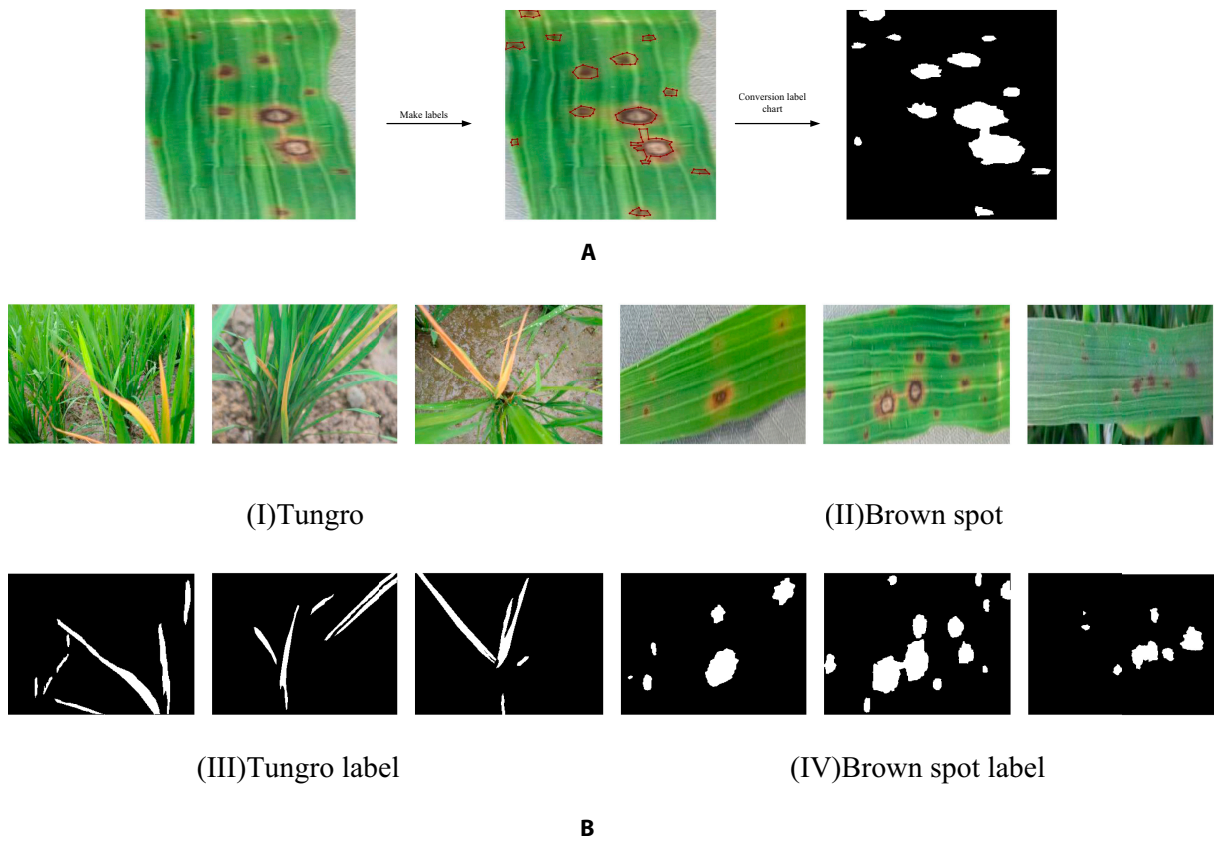 Make labels
Conversion label
chart
A
(I)Tungro
(II)Brown spot
(III)Tungro label
(IV)Brown spot label
B